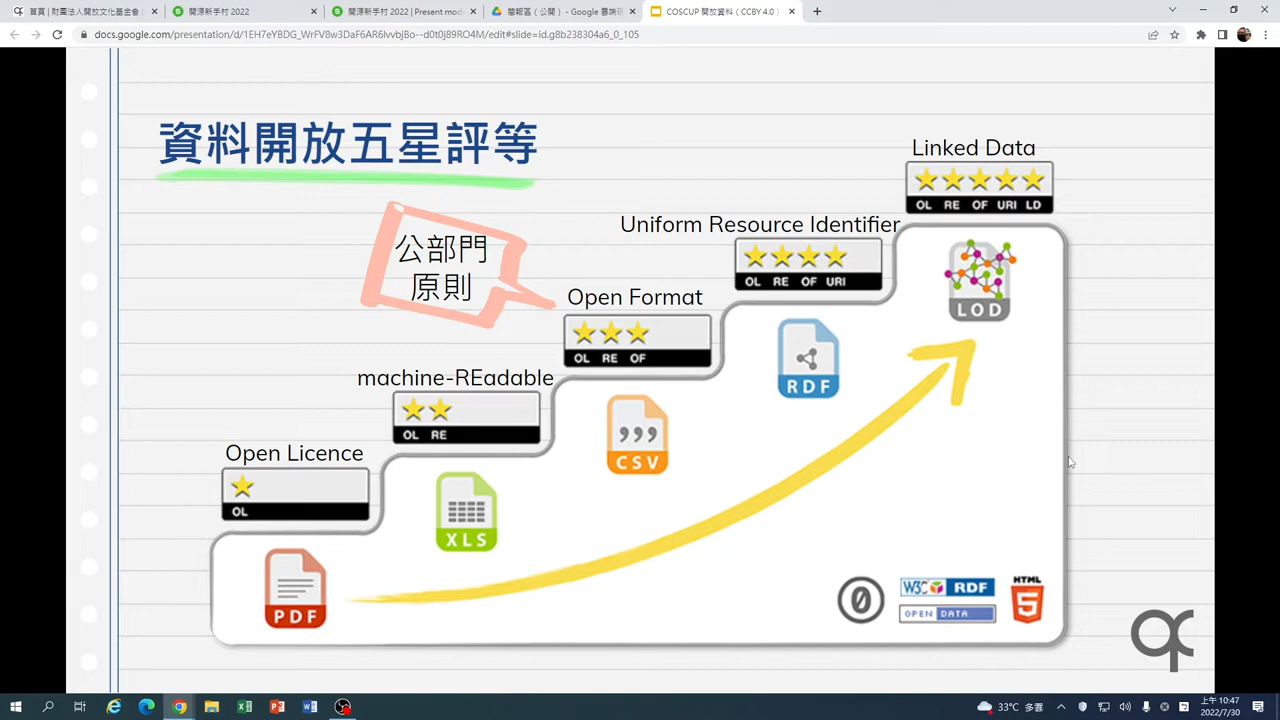 首頁 | 財團法人開放文化基金會 (
開源新手村 2022
開源新手村 2022 | Present mode
簡報區（公開） - Google 雲端硬碟
COSCUP 開放資料（CCBY 4.0）
docs.google.com/presentation/d/1EH7eYBDG_WrFV8w3DaF6AR6lvvbjBo--d0t0j89RO4M/edit#slide=id.g8b238304a6_0_105
資料開放五星評等
Linked Data
OL RE OF URI LD
Uniform Resource Identifier
OL RE OF URI
公部門
原則
Open Format
OL RE OF
machine-REadable
OL RE
Open Licence
OL
LOD
RDF
CSV
XLS
PDF
0
W3C RDF
OPEN DATA
HTML
5
33°C 多雲
上午 10:47
2022/7/30